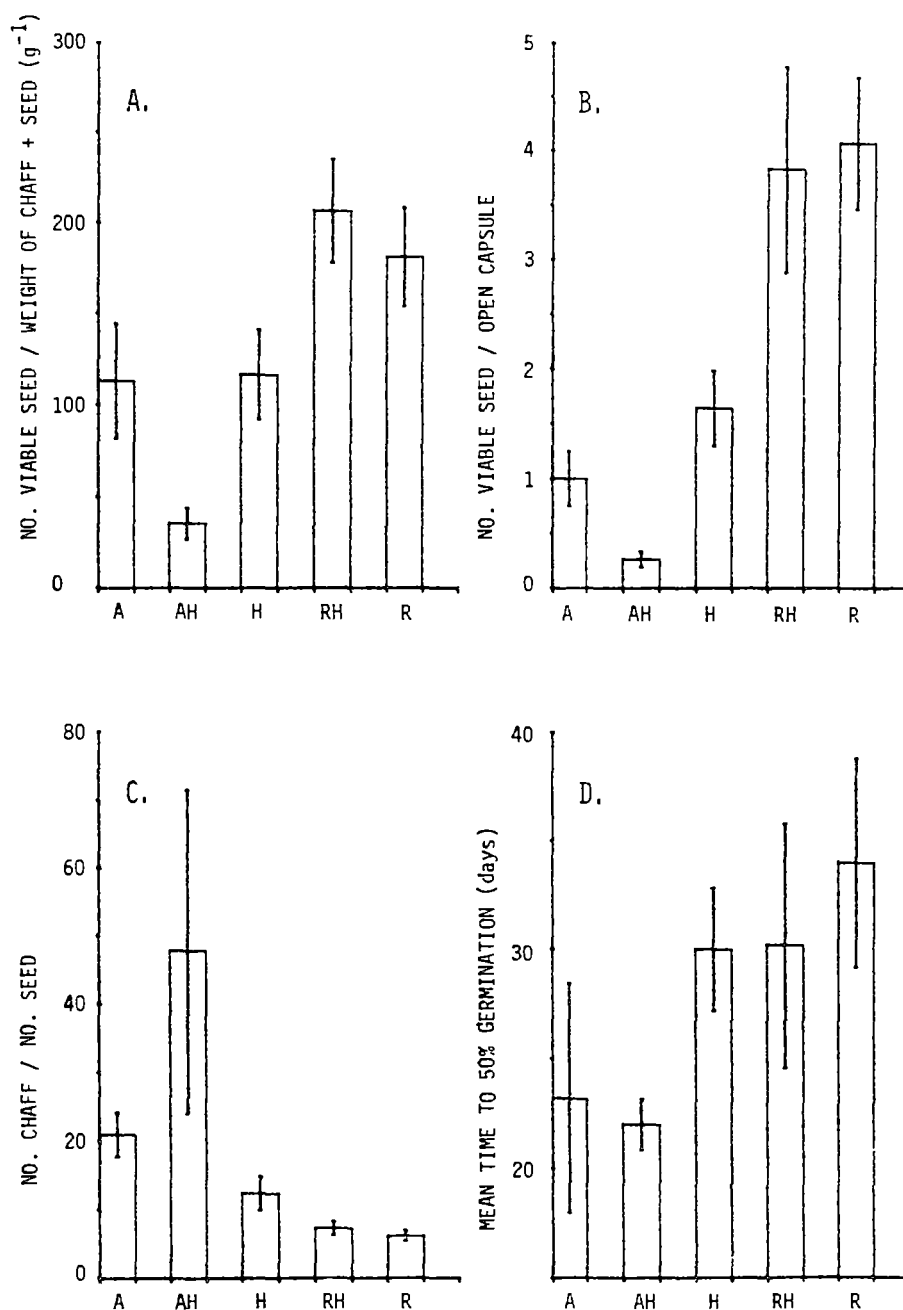 NO. VIABLE SEED / WEIGHT OF CHAFF + SEED (g⁻¹)
300
200
100
0
A.
A AH H RH R
NO. VIABLE SEED / OPEN CAPSULE
5
4
3
2
1
0
B.
A AH H RH R
NO. CHAFF / NO. SEED
80
60
40
20
0
C.
A AH H RH R
MEAN TIME TO 50% GERMINATION (days)
40
30
20
D.
A AH H RH R